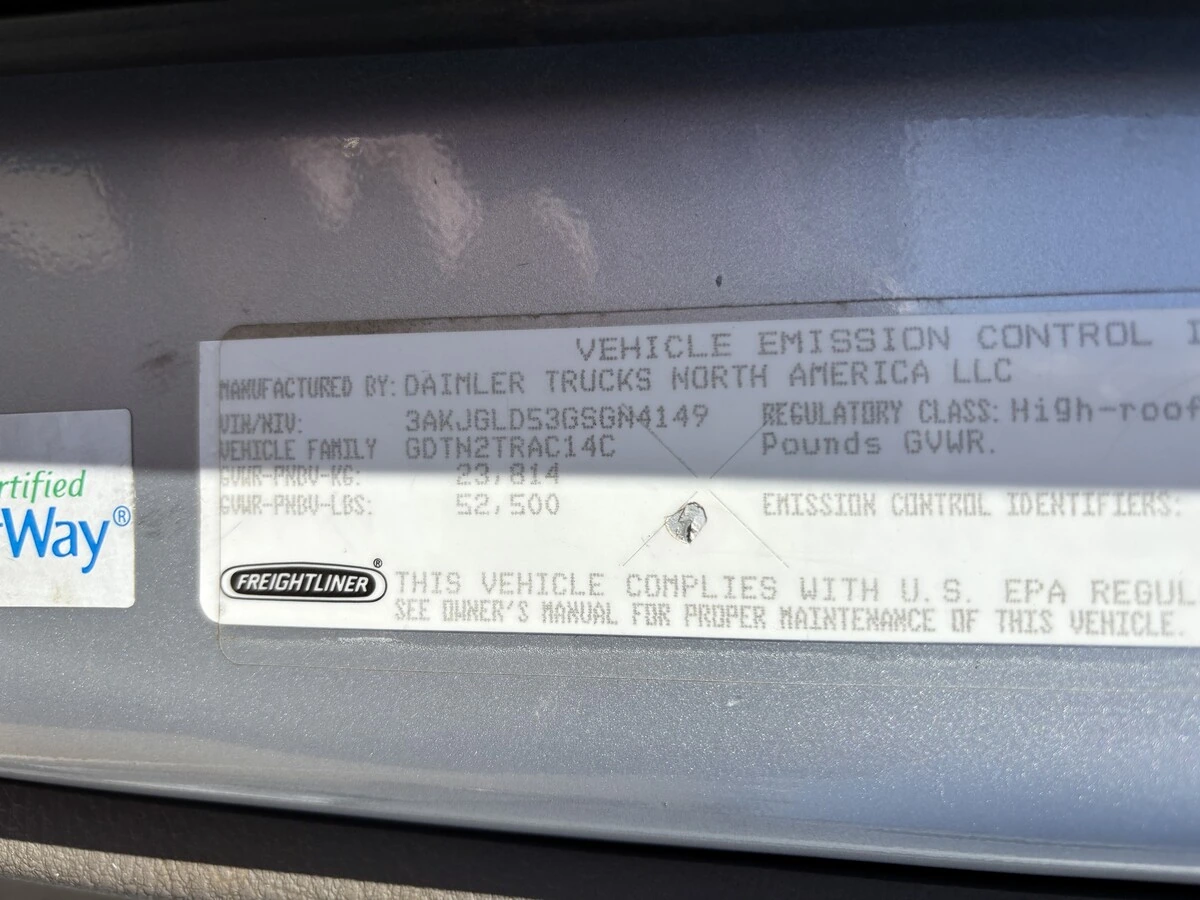 VEHICLE EMISSION CONTROL
MANUFACTURED BY: DAIMLER TRUCKS NORTH AMERICA LLC
VIN/NIV: 3AKJGLD53GSGN4149 REGULATORY CLASS: High-roof
VEHICLE FAMILY GDTN2TRAC14C Pounds GVWR.
GVWR-PNBV-KG: 23,814
GVWR-PNBV-LBS: 52,500 EMISSION CONTROL IDENTIFIERS:
rtified
Way®
FREIGHTLINER® THIS VEHICLE COMPLIES WITH U.S. EPA REGUL
SEE OWNER'S MANUAL FOR PROPER MAINTENANCE OF THIS VEHICLE.